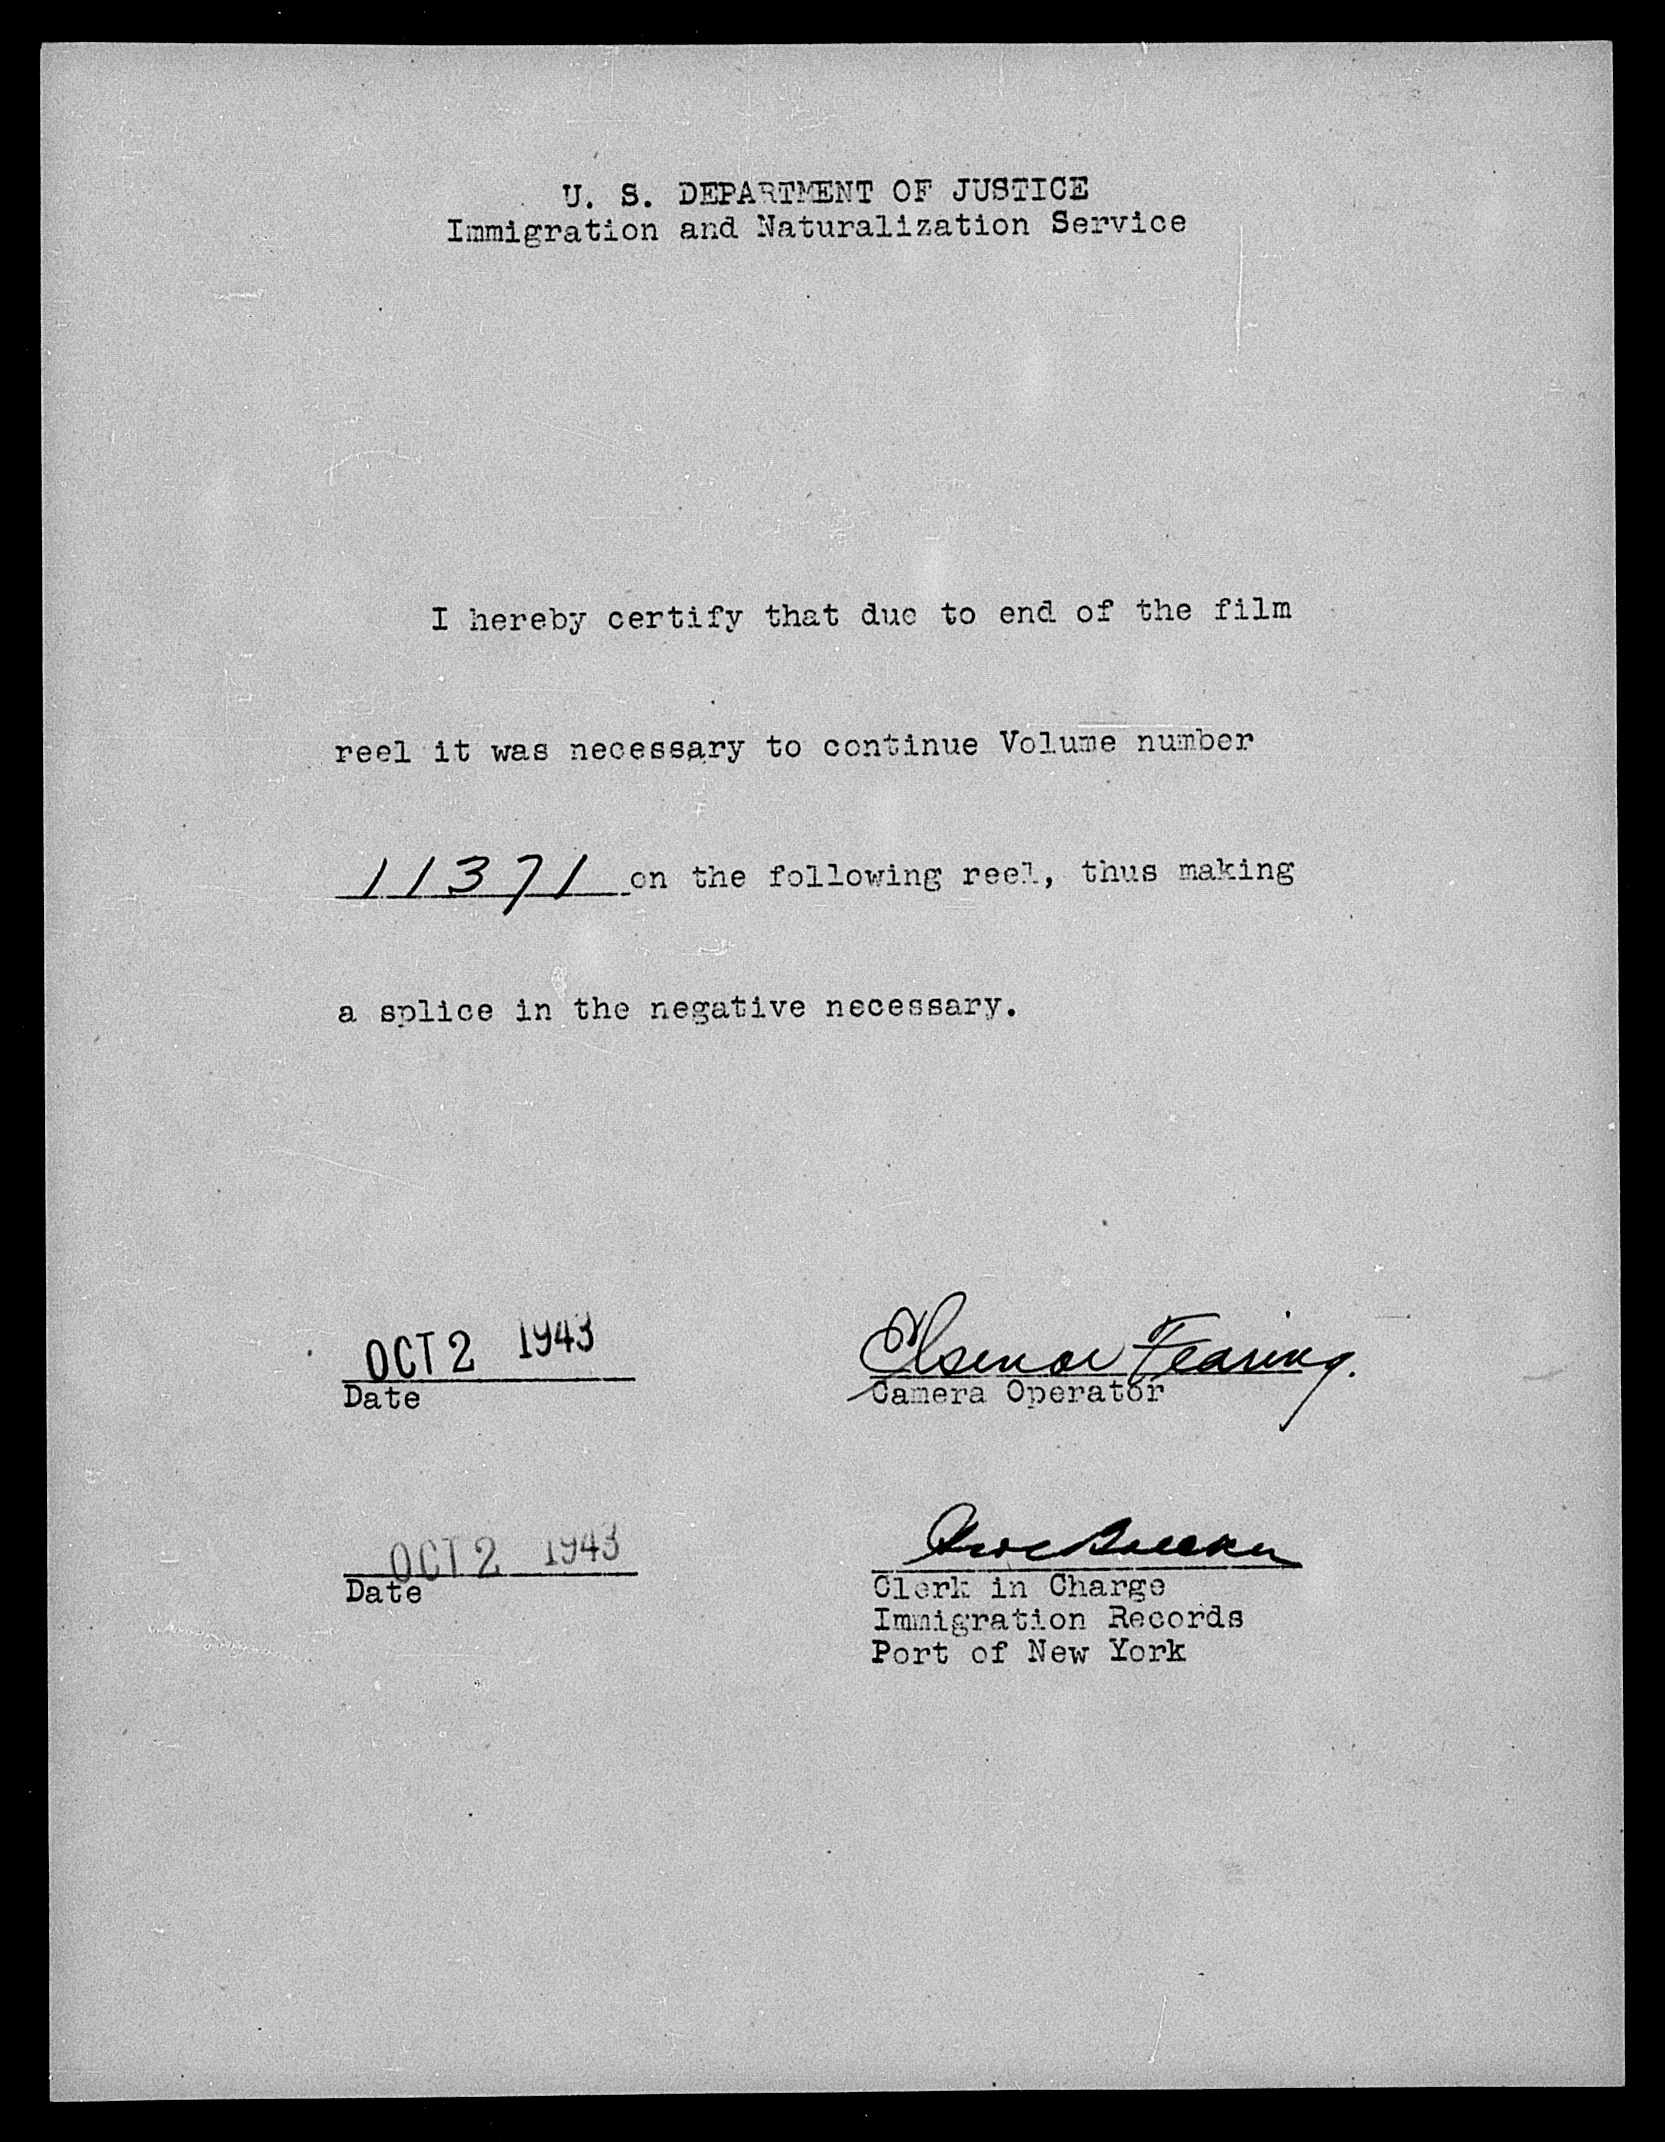 U. S. DEPARTMENT OF JUSTICE
Immigration and Naturalization Service
I hereby certify that due to end of the film
reel it was necessary to continue Volume number
11371 on the following reel, thus making
a splice in the negative necessary.
OCT 2 1943
Date
Fearing.
Camera Operator
OCT 2 1943
Date
Clerk in Charge
Immigration Records
Port of New York